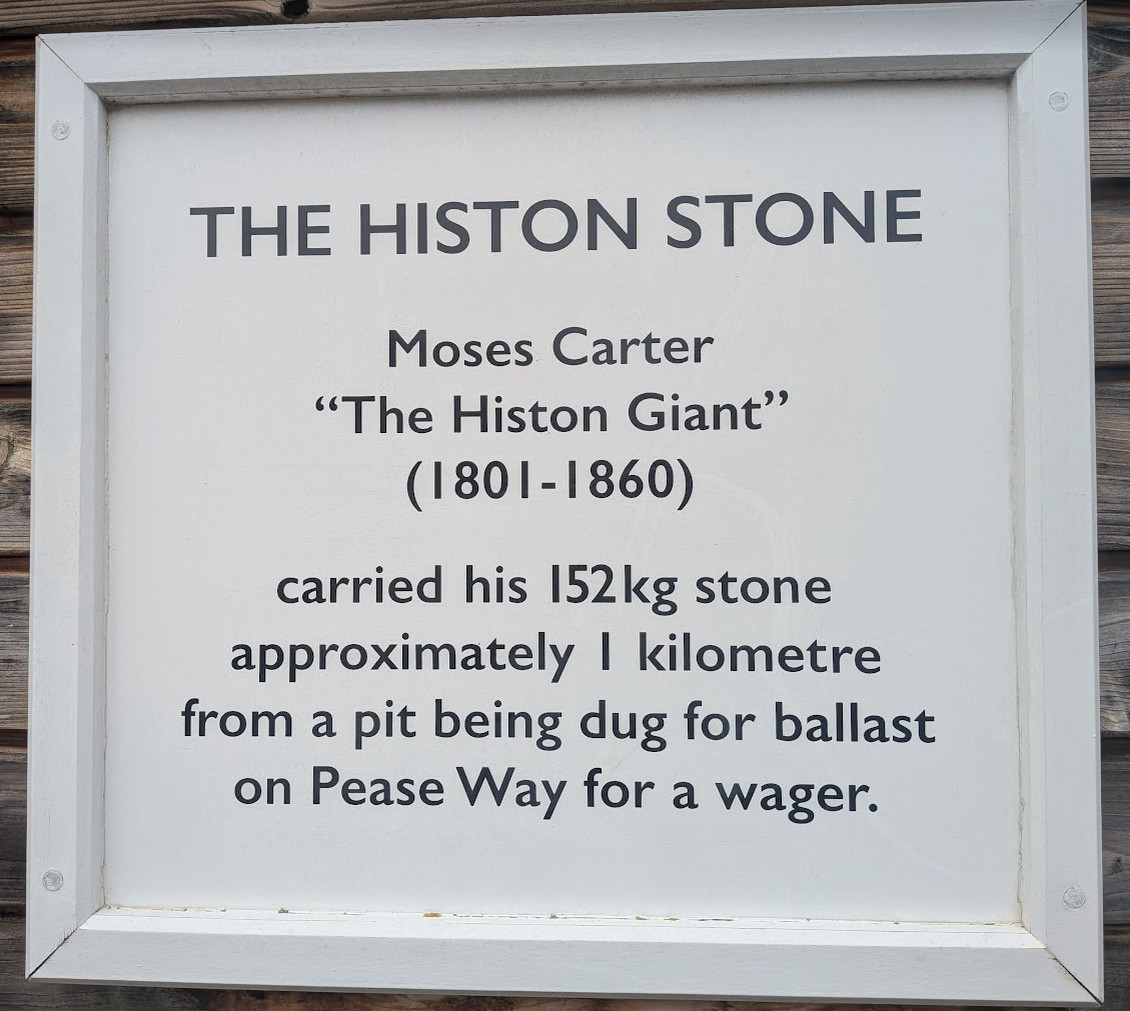 THE HISTON STONE
Moses Carter
“The Histon Giant”
(1801-1860)
carried his 152kg stone
approximately 1 kilometre
from a pit being dug for ballast
on Pease Way for a wager.